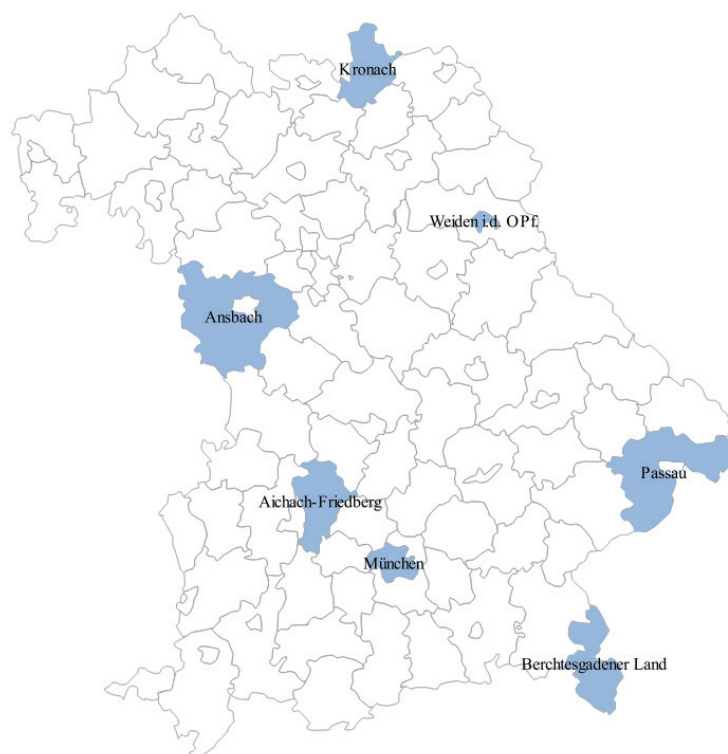 Kronach
Weiden i.d. OPf.
Ansbach
Passau
Aichach-Friedberg
München
Berchtesgadener Land